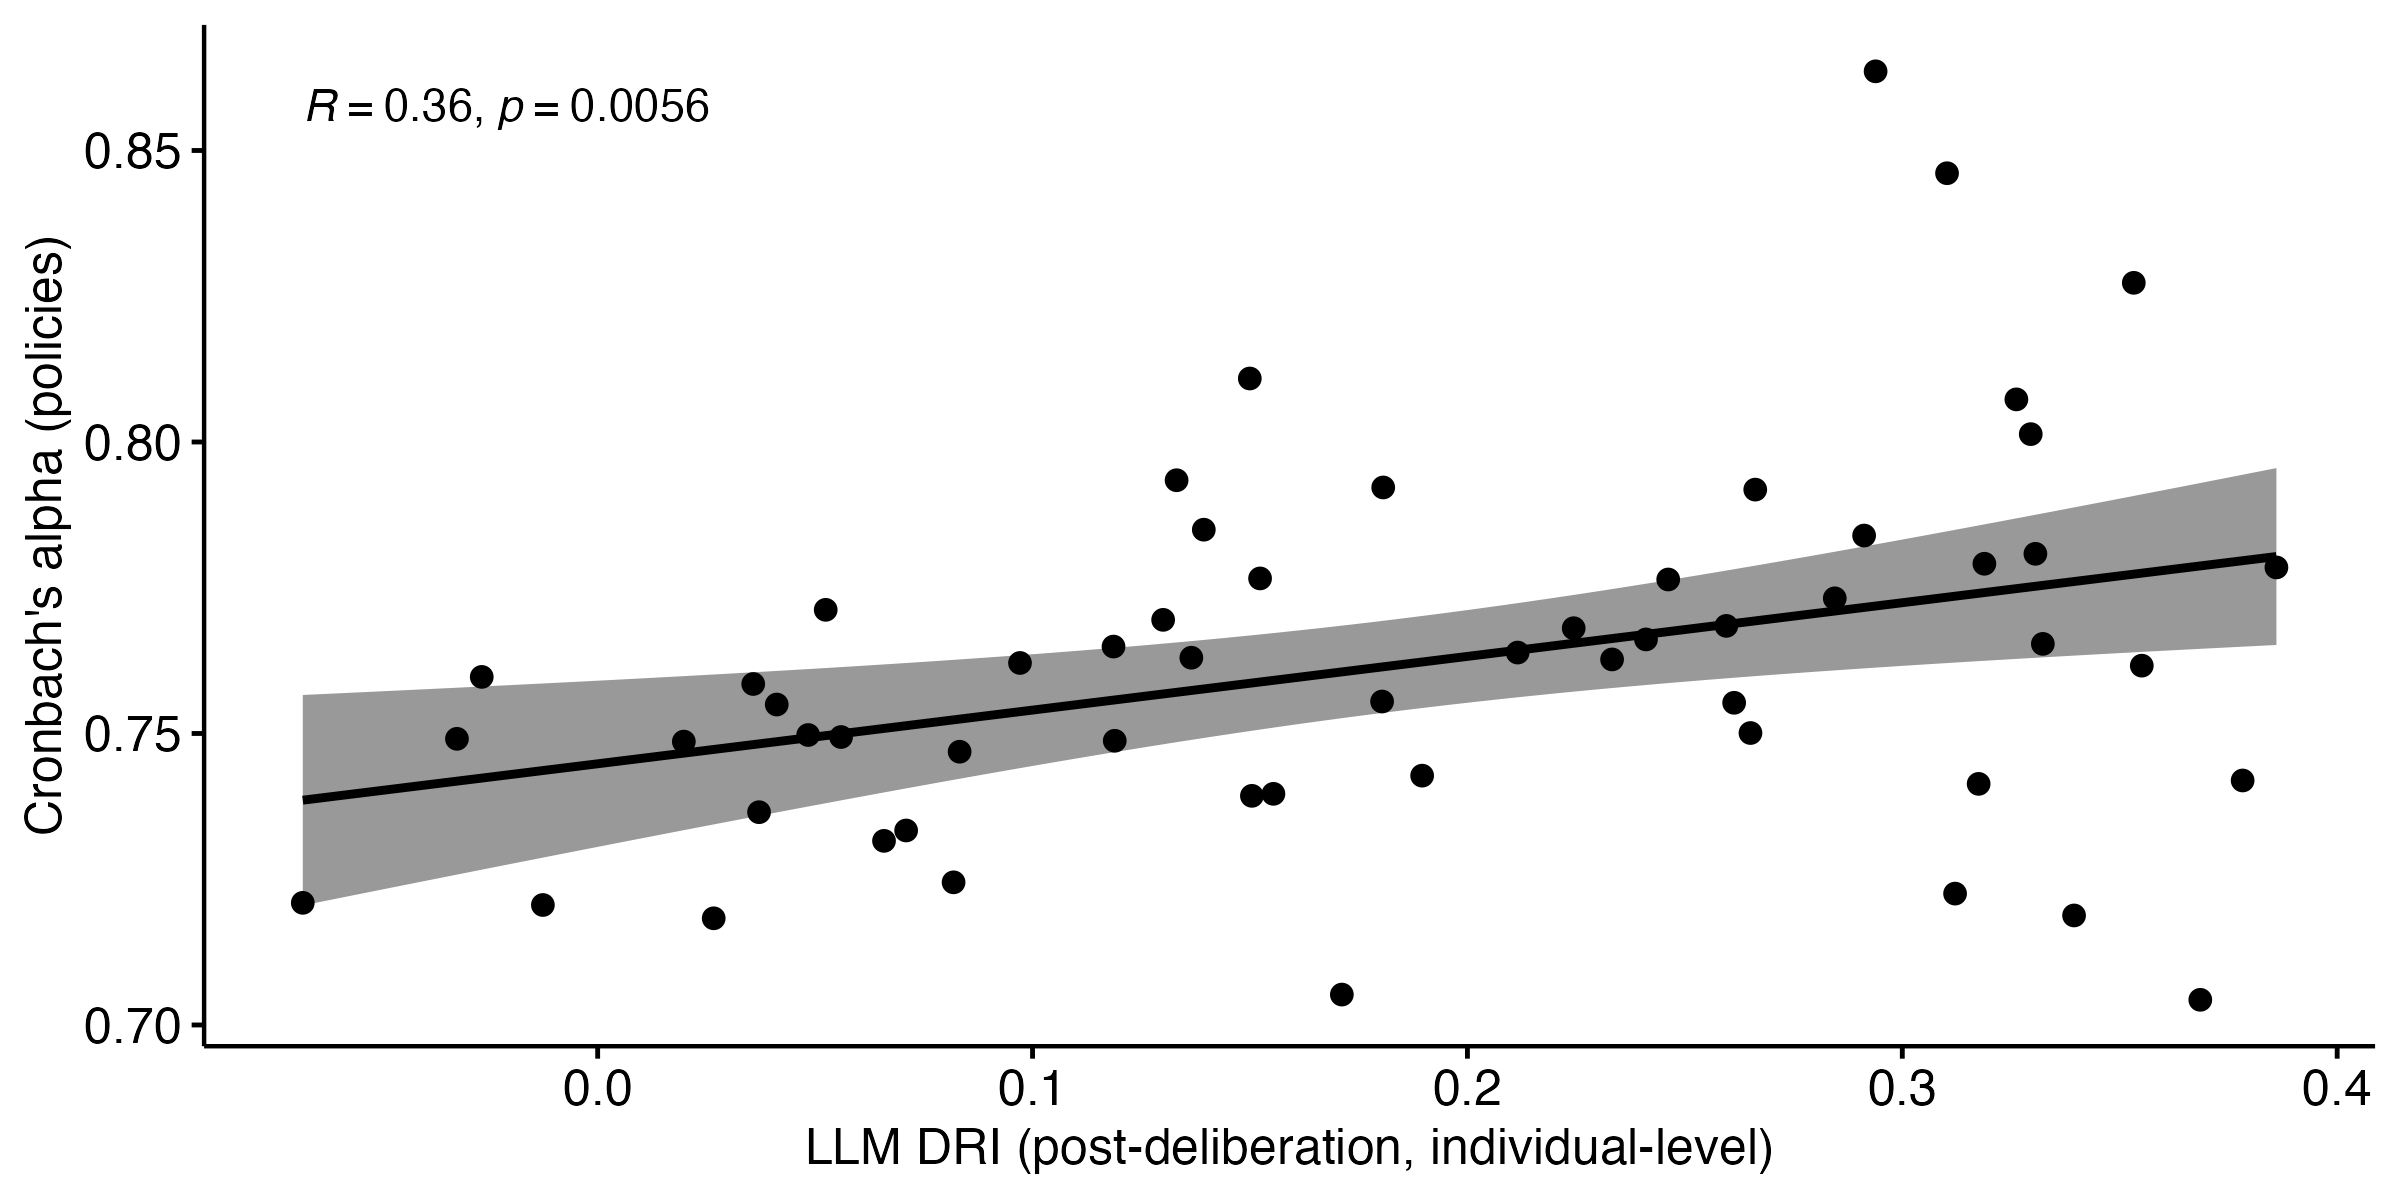 R = 0.36, p = 0.0056
0.85
0.80
0.75
0.70
Cronbach's alpha (policies)
0.0 0.1 0.2 0.3 0.4
LLM DRI (post-deliberation, individual-level)